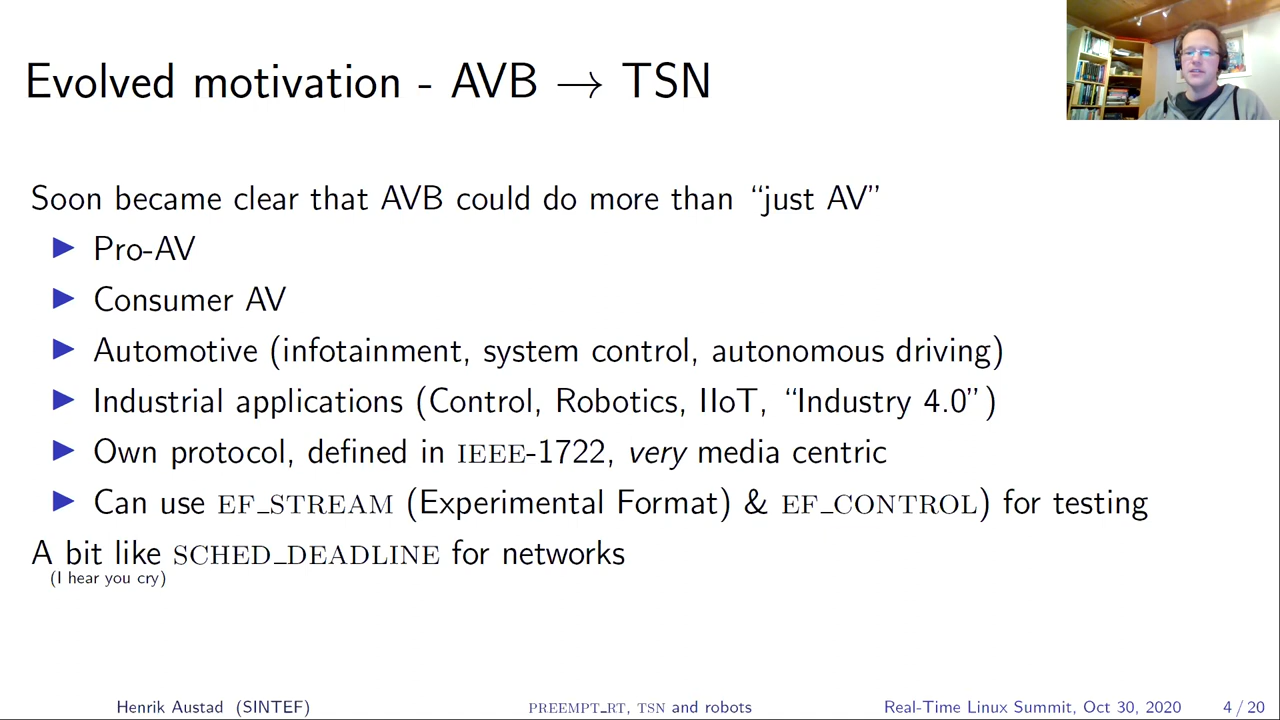 Evolved motivation - AVB → TSN
Soon became clear that AVB could do more than “just AV”
▶ Pro-AV
▶ Consumer AV
▶ Automotive (infotainment, system control, autonomous driving)
▶ Industrial applications (Control, Robotics, IIoT, “Industry 4.0”)
▶ Own protocol, defined in IEEE-1722, very media centric
▶ Can use EF_STREAM (Experimental Format) & EF_CONTROL) for testing
A bit like SCHED_DEADLINE for networks
(I hear you cry)
Henrik Austad (SINTEF) PREEMPT_RT, TSN and robots Real-Time Linux Summit, Oct 30, 2020 4 / 20